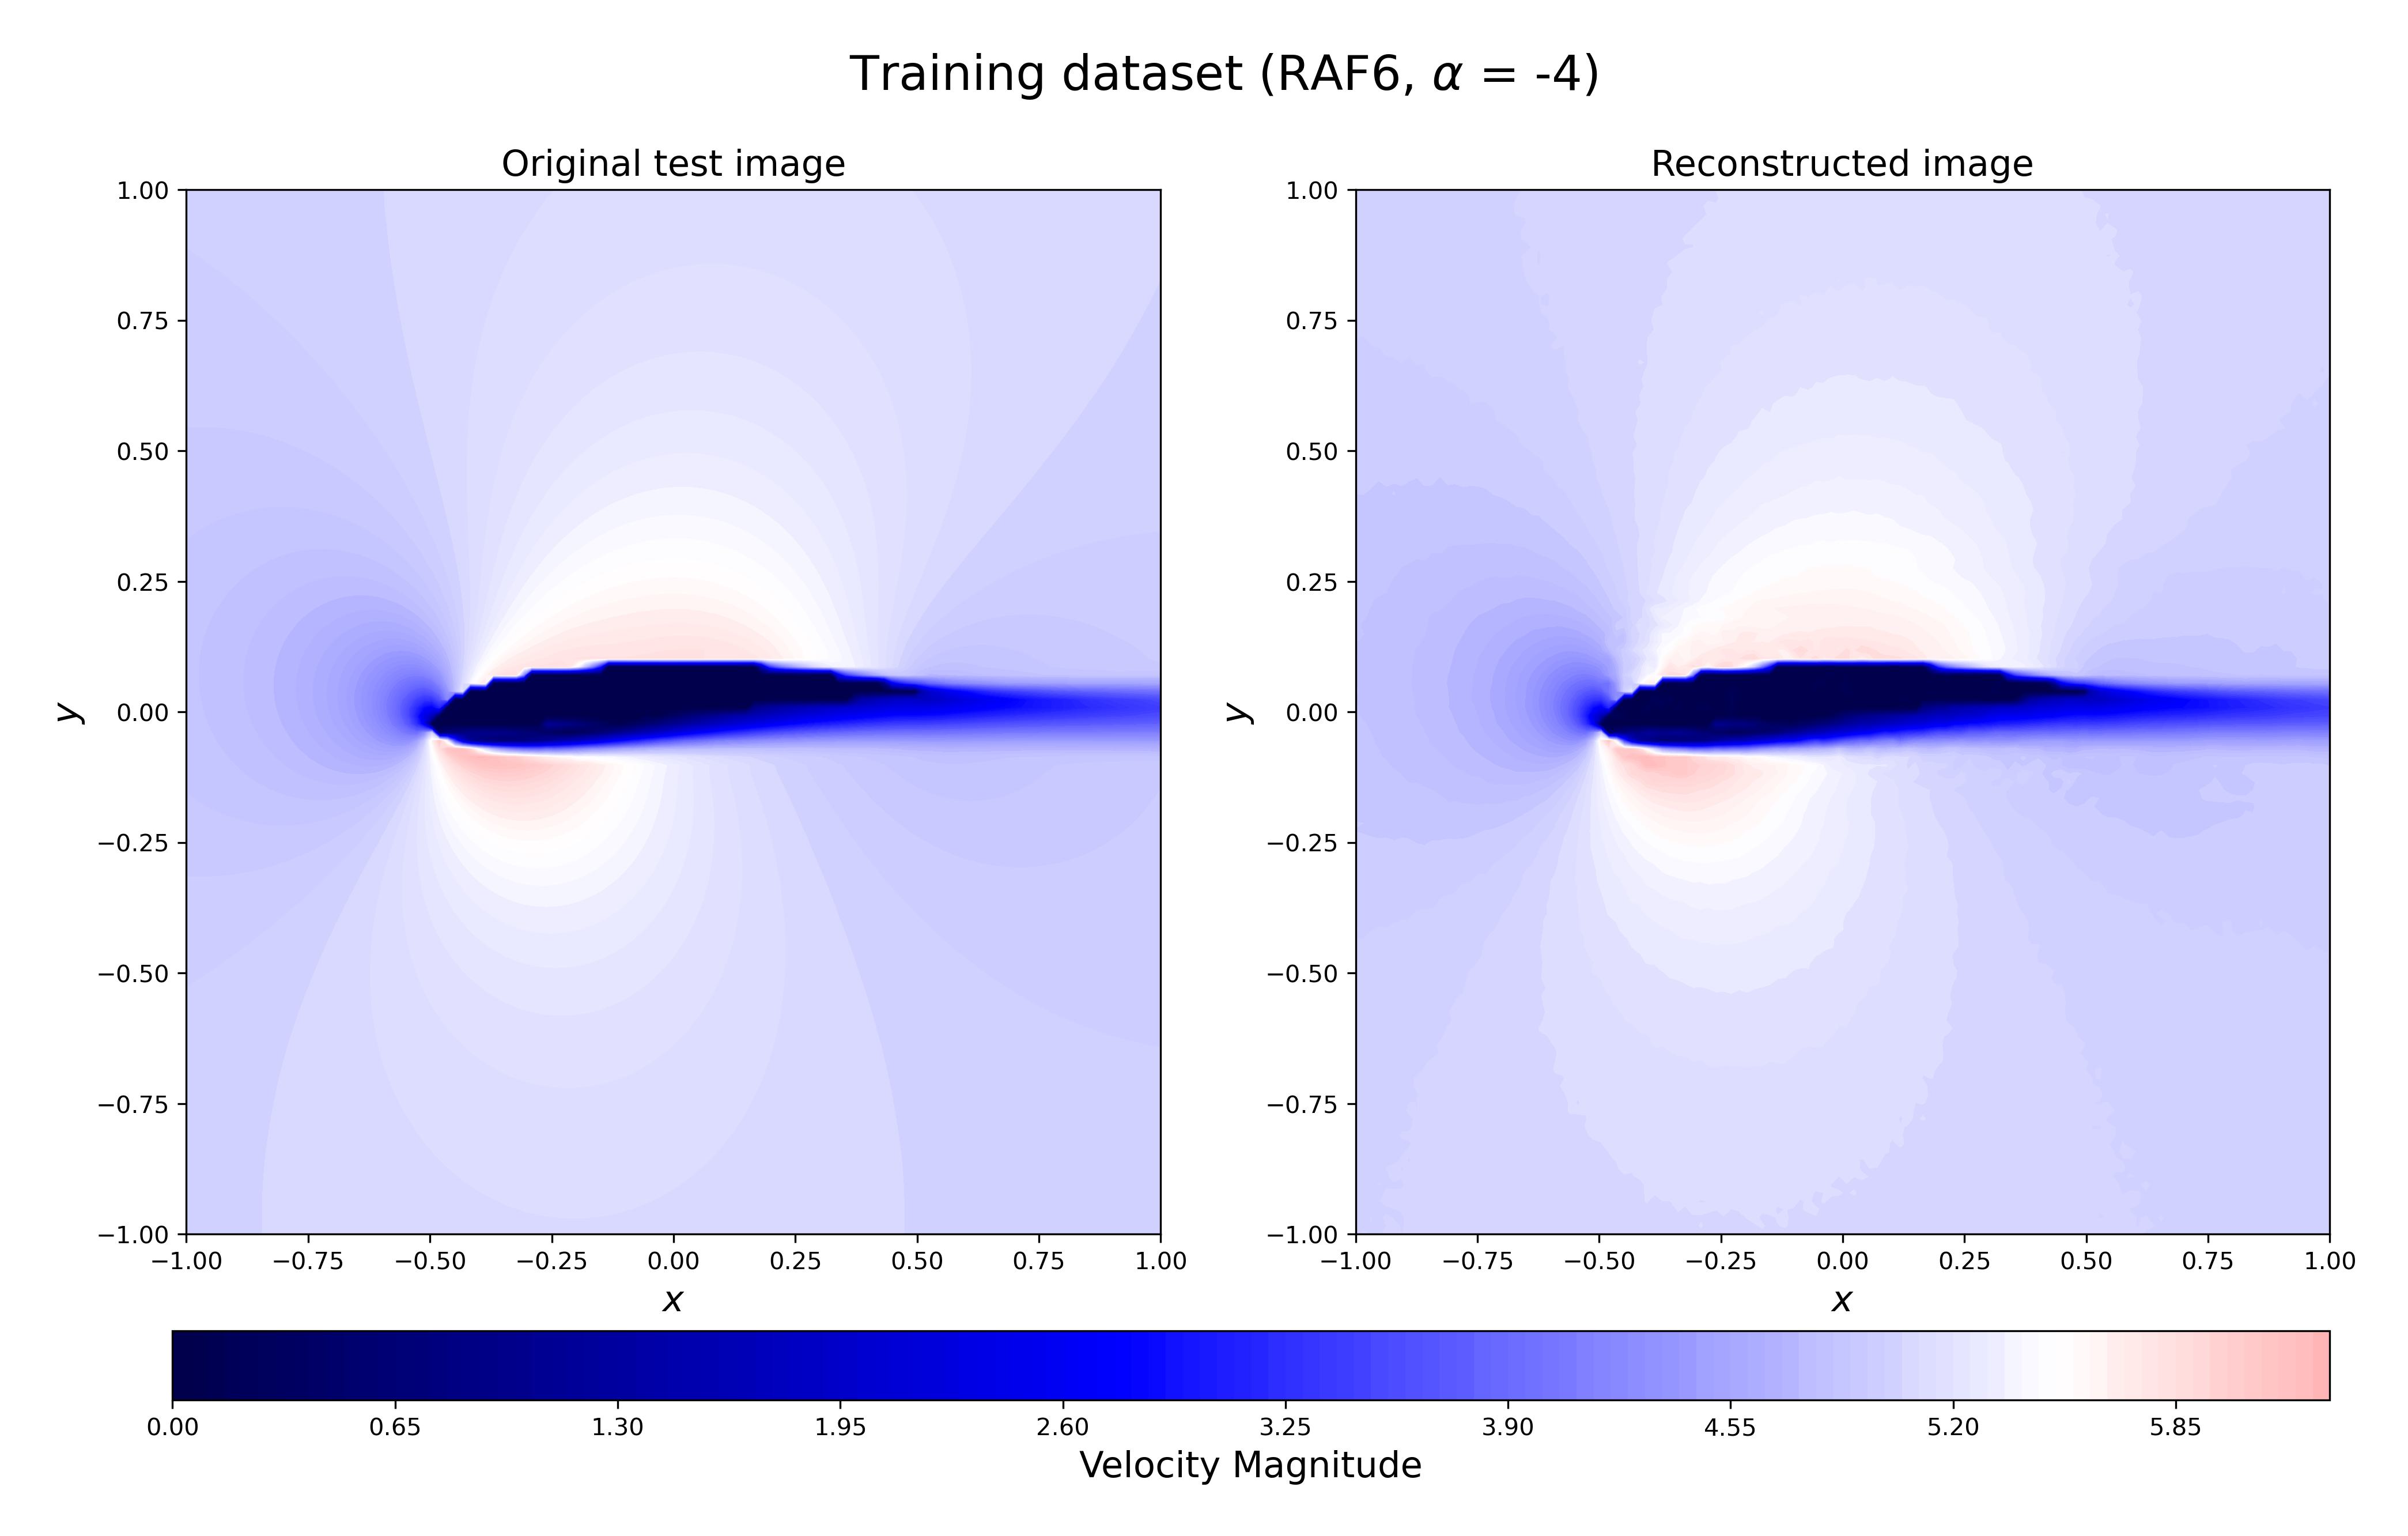 Training dataset (RAF6, α = -4)
Original test image
Reconstructed image
1.00
0.75
0.50
0.25
0.00
−0.25
−0.50
−0.75
−1.00
y
−1.00 −0.75 −0.50 −0.25 0.00 0.25 0.50 0.75 1.00
x
1.00
0.75
0.50
0.25
0.00
−0.25
−0.50
−0.75
−1.00
y
−1.00 −0.75 −0.50 −0.25 0.00 0.25 0.50 0.75 1.00
x
0.00 0.65 1.30 1.95 2.60 3.25 3.90 4.55 5.20 5.85
Velocity Magnitude